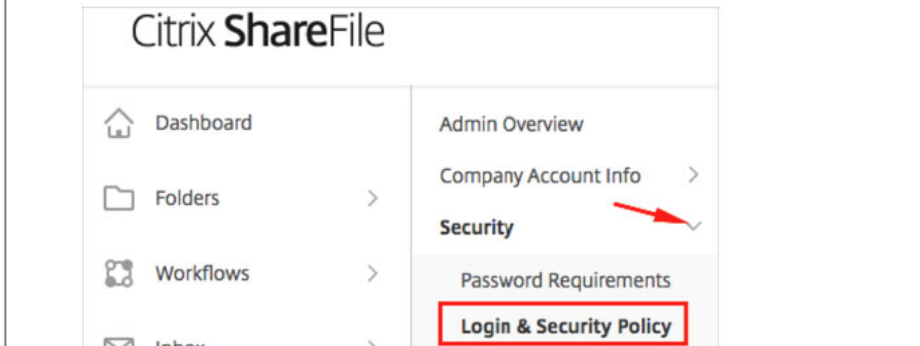 Citrix ShareFile
Dashboard
Folders
Workflows
Admin Overview
Company Account Info
Security
Password Requirements
Login & Security Policy